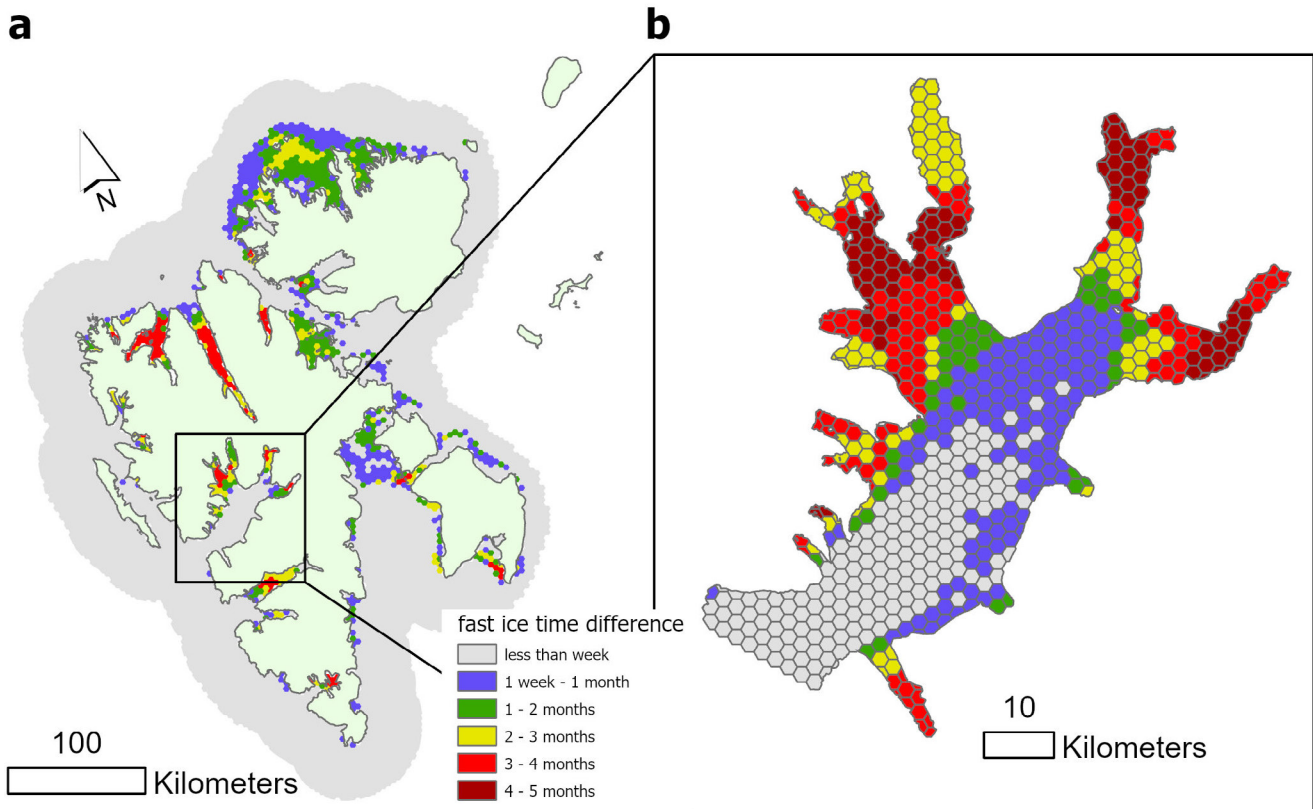 a
b
N
fast ice time difference
less than week
1 week - 1 month
1 - 2 months
2 - 3 months
3 - 4 months
4 - 5 months
100
Kilometers
10
Kilometers